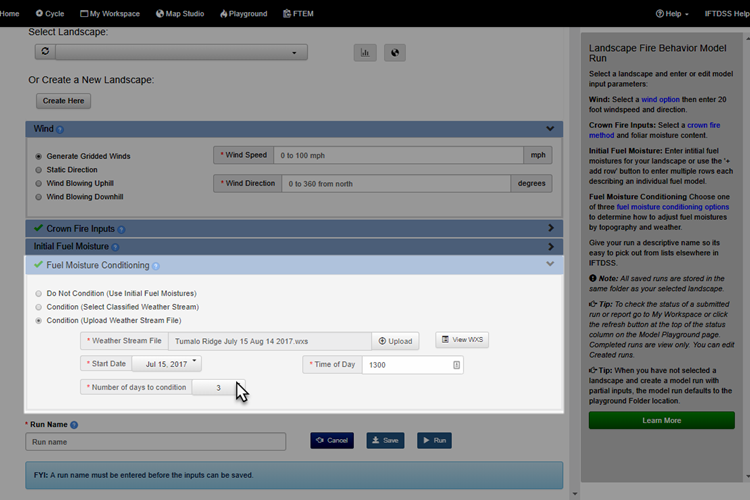 Home Cycle My Workspace Map Studio Playground FTEM Help IFTDSS Help
Select Landscape:
Or Create a New Landscape:
Create Here
Wind ?
Generate Gridded Winds
Static Direction
Wind Blowing Uphill
Wind Blowing Downhill
* Wind Speed 0 to 100 mph mph
* Wind Direction 0 to 360 from north degrees
Crown Fire Inputs ?
Initial Fuel Moisture ?
Fuel Moisture Conditioning ?
Do Not Condition (Use Initial Fuel Moistures)
Condition (Select Classified Weather Stream)
Condition (Upload Weather Stream File)
* Weather Stream File Tumalo Ridge July 15 Aug 14 2017.wxs Upload View WXS
* Start Date Jul 15, 2017 * Time of Day 1300
* Number of days to condition 3
* Run Name ?
Run name Cancel Save Run
FYI: A run name must be entered before the inputs can be saved.
Landscape Fire Behavior Model
Run
Select a landscape and enter or edit model
input parameters:
Wind: Select a wind option then enter 20
foot windspeed and direction.
Crown Fire Inputs: Select a crown fire
method and foliar moisture content.
Initial Fuel Moisture: Enter intitial fuel
moistures for your landscape or use the '+
add row' button to enter multiple rows each
describing an individual fuel model.
Fuel Moisture Conditioning Choose one
of three fuel moisture conditioning options
to determine how to adjust fuel moistures
by topography and weather.
Give your run a descriptive name so its
easy to pick out from lists elsewhere in
IFTDSS.
Note: All saved runs are stored in the
same folder as your selected landscape.
Tip: To check the status of a submitted
run or report go to My Workspace or click
the refresh button at the top of the status
column on the Model Playground page.
Completed runs are view only. You can edit
Created runs.
Tip: When you have not selected a
landscape and create a model run with
partial inputs, the model run defaults to the
playground Folder location.
Learn More